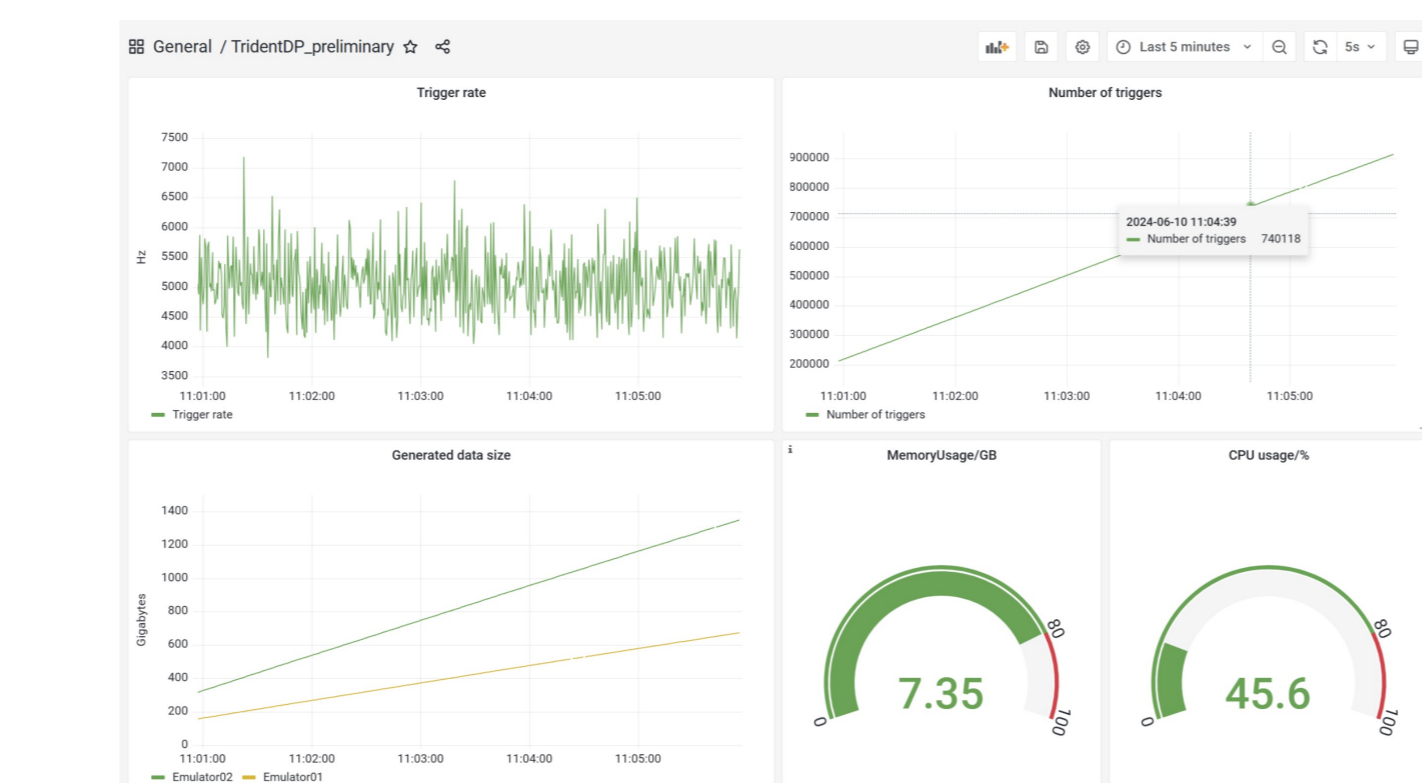 General / TridentDP_preliminary
Last 5 minutes
5s
Trigger rate
7500
7000
6500
6000
5500
5000
4500
4000
3500
Hz
11:01:00 11:02:00 11:03:00 11:04:00 11:05:00
Trigger rate
Number of triggers
900000
800000
700000
600000
500000
400000
300000
200000
2024-06-10 11:04:39
Number of triggers 740118
11:01:00 11:02:00 11:03:00 11:04:00 11:05:00
Number of triggers
Generated data size
1400
1200
1000
800
600
400
200
0
Gigabytes
11:01:00 11:02:00 11:03:00 11:04:00 11:05:00
Emulator02 Emulator01
i
MemoryUsage/GB
0
80
100
7.35
CPU usage/%
0
80
100
45.6